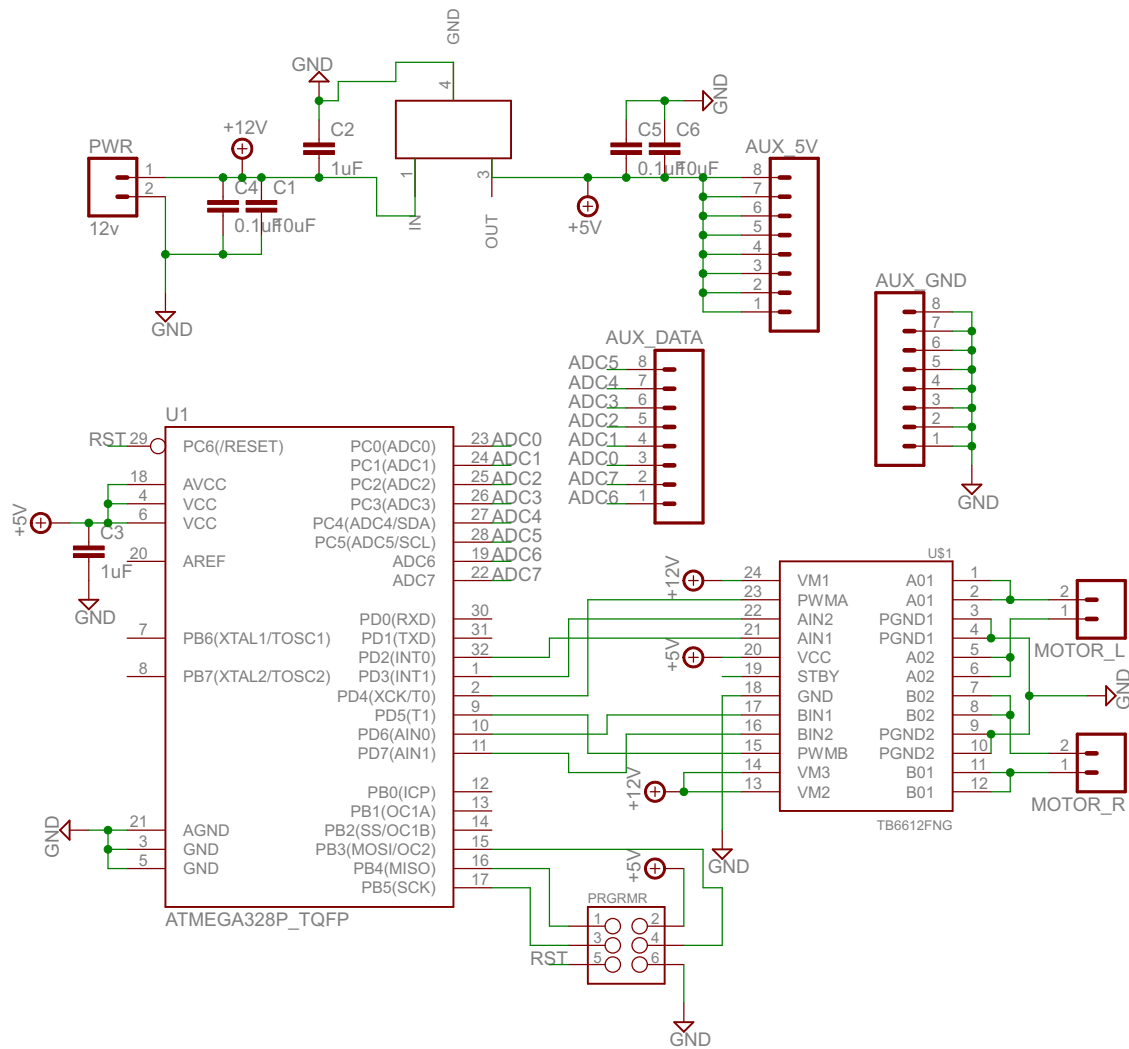 GND
GND
4
C2
1uF
+12V
PWR
1
2
12v
C4
0.1uF
C1
10uF
GND
1
IN
3
OUT
C5
0.1uF
C6
10uF
GND
+5V
AUX_5V
8
7
6
5
4
3
2
1
AUX_GND
8
7
6
5
4
3
2
1
GND
AUX_DATA
ADC5 8
ADC4 7
ADC3 6
ADC2 5
ADC1 4
ADC0 3
ADC7 2
ADC6 1
U1
RST 29 PC6(/RESET)
18 AVCC
4 VCC
6 VCC
+5V
C3
1uF
GND
20 AREF
7 PB6(XTAL1/TOSC1)
8 PB7(XTAL2/TOSC2)
GND
21 AGND
3 GND
5 GND
PC0(ADC0) 23 ADC0
PC1(ADC1) 24 ADC1
PC2(ADC2) 25 ADC2
PC3(ADC3) 26 ADC3
PC4(ADC4/SDA) 27 ADC4
PC5(ADC5/SCL) 28 ADC5
ADC6 19 ADC6
ADC7 22 ADC7
PD0(RXD) 30
PD1(TXD) 31
PD2(INT0) 32
PD3(INT1) 1
PD4(XCK/T0) 2
PD5(T1) 9
PD6(AIN0) 10
PD7(AIN1) 11
PB0(ICP) 12
PB1(OC1A) 13
PB2(SS/OC1B) 14
PB3(MOSI/OC2) 15
PB4(MISO) 16
PB5(SCK) 17
ATMEGA328P_TQFP
U$1
+12V
24 VM1
23 PWMA
22 AIN2
21 AIN1
+5V
20 VCC
19 STBY
18 GND
17 BIN1
16 BIN2
15 PWMB
+12V
14 VM3
13 VM2
A01 1
A01 2
PGND1 3
PGND1 4
A02 5
A02 6
B02 7
B02 8
PGND2 9
PGND2 10
B01 11
B01 12
TB6612FNG
2
1
MOTOR_L
GND
2
1
MOTOR_R
GND
+5V
PRGRMR
1 2
3 4
RST 5 6
GND